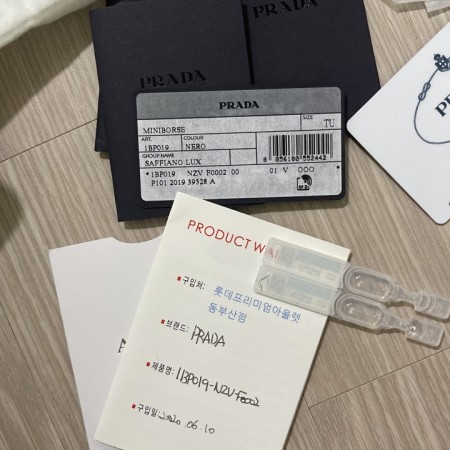 PRADA
PRADA
PRADA
MINIBORSE
SIZE
TU
ART.
COLOUR
1BP019
NERO
GROUP NAME
SAFFIANO LUX
8 056180 552442
*1BP019 NZV F0002 00 01 V OOO
P101 2019 39328 A
PRODUCT WA
구입처: 롯데프리미엄아울렛
동부산점
브랜드: PRADA
제품명: 1BP019-NZV-F0002
구입일: 2020.06.10